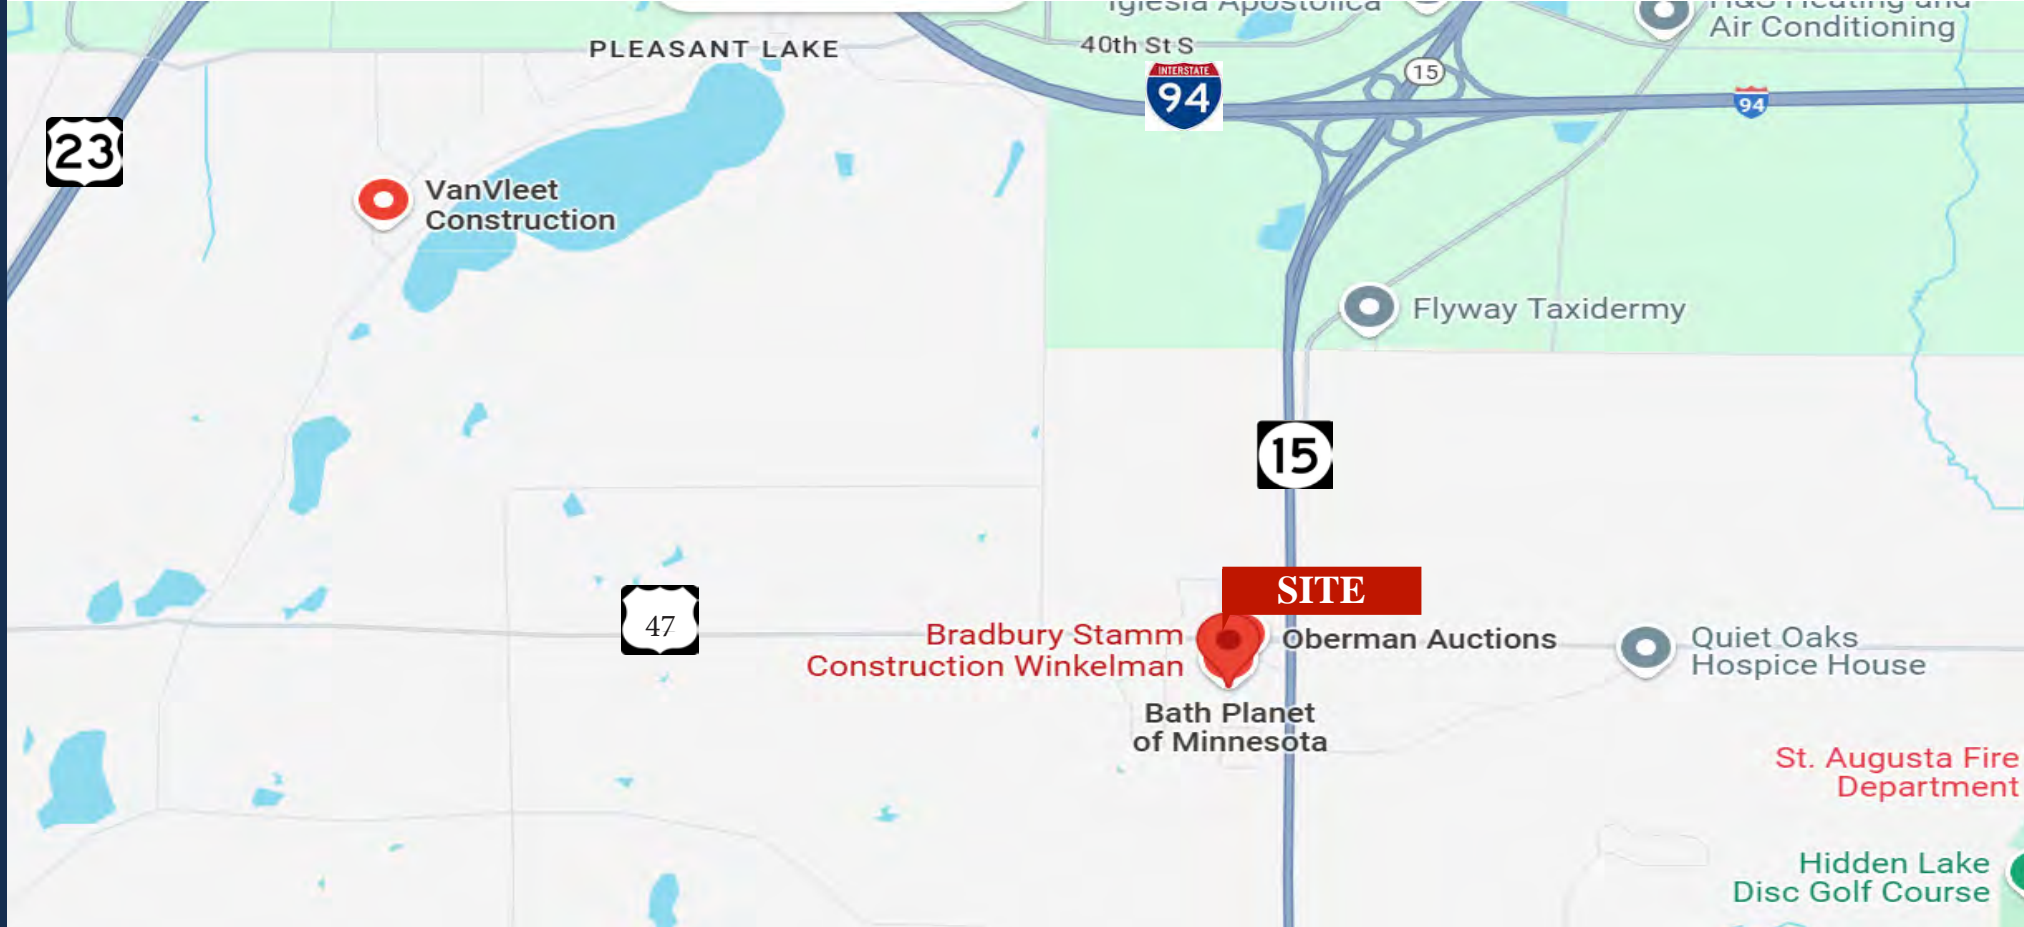 Iglesia Apostolica
H&S Heating and
Air Conditioning
PLEASANT LAKE
40th St S
INTERSTATE
94
15
94
23
VanVleet
Construction
Flyway Taxidermy
15
SITE
47
Bradbury Stamm
Construction Winkelman
Oberman Auctions
Quiet Oaks
Hospice House
Bath Planet
of Minnesota
St. Augusta Fire
Department
Hidden Lake
Disc Golf Course